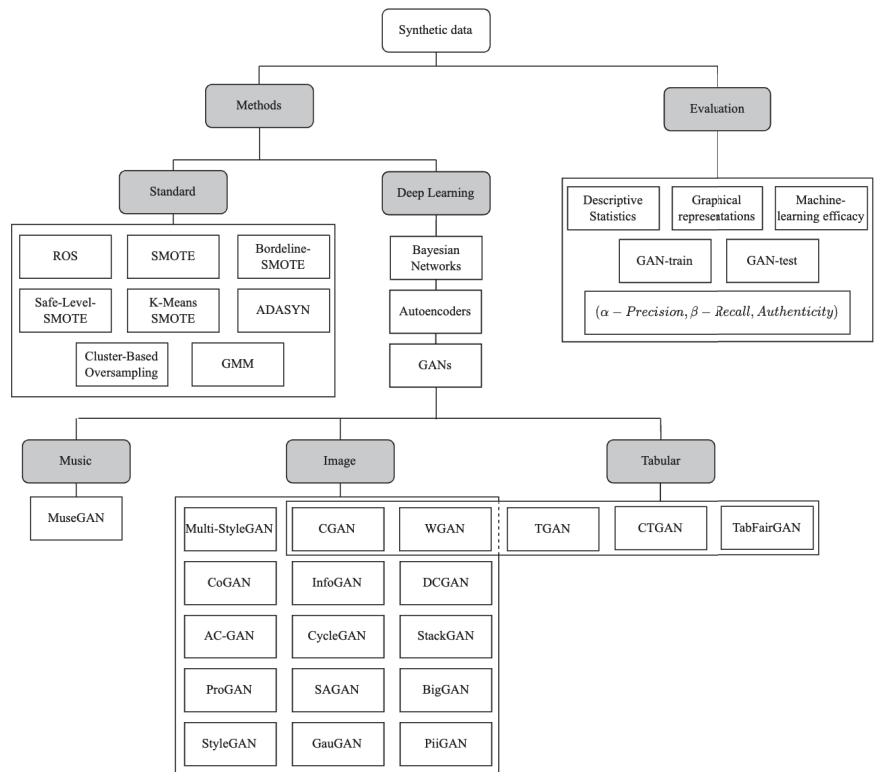 Synthetic data
Methods
Evaluation
Standard
Deep Learning
Descriptive
Statistics
Graphical
representations
Machine-
learning efficacy
ROS
SMOTE
Bordeline-
SMOTE
Bayesian
Networks
GAN-train
GAN-test
Safe-Level-
SMOTE
K-Means
SMOTE
ADASYN
Autoencoders
(α − Precision, β − Recall, Authenticity)
Cluster-Based
Oversampling
GMM
GANs
Music
Image
Tabular
MuseGAN
Multi-StyleGAN
CGAN
WGAN
TGAN
CTGAN
TabFairGAN
CoGAN
InfoGAN
DCGAN
AC-GAN
CycleGAN
StackGAN
ProGAN
SAGAN
BigGAN
StyleGAN
GauGAN
PiiGAN